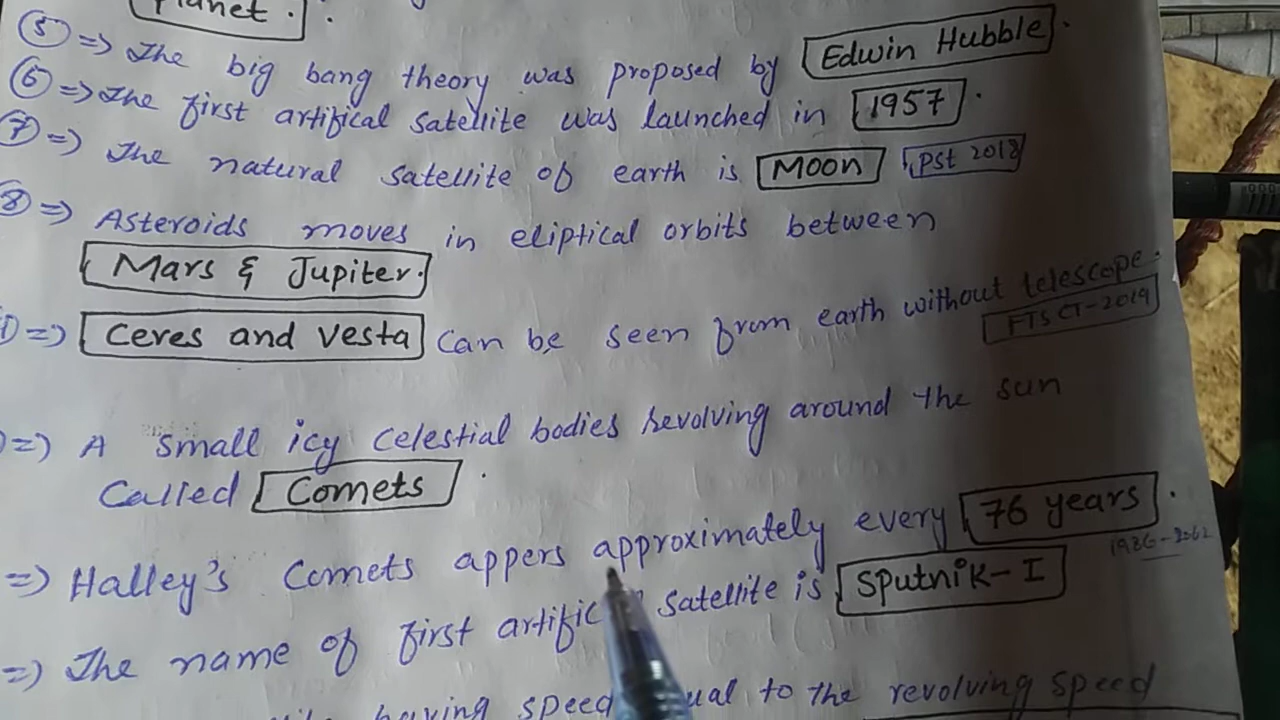 Planet.
⑤ => The big bang theory was proposed by Edwin Hubble.
⑥ => The first artifical satellite was launched in 1957.
⑦ => The natural satellite of earth is Moon PST 2018
⑧ => Asteroids moves in eliptical orbits between
Mars & Jupiter.
=> Ceres and Vesta can be seen from earth without telescope.
FTSCT-2019
=> A small icy celestial bodies revolving around the sun
Called Comets.
=> Halley's Comets appers approximately every 76 years.
1986-2062
=> The name of first artific satellite is Sputnik-I
having speed ual to the revolving speed